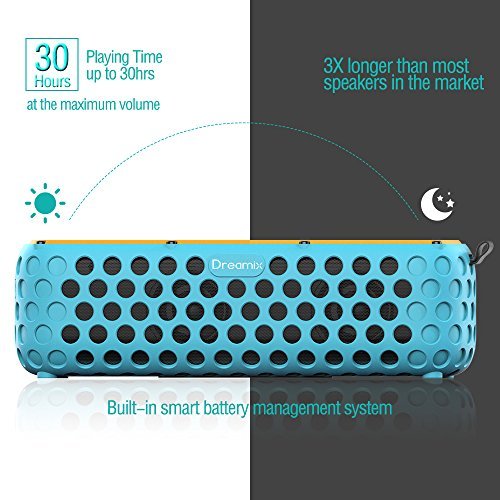 30
Hours
Playing Time
up to 30hrs
at the maximum volume
3X longer than most
speakers in the market
Dreamix
Built-in smart battery management system